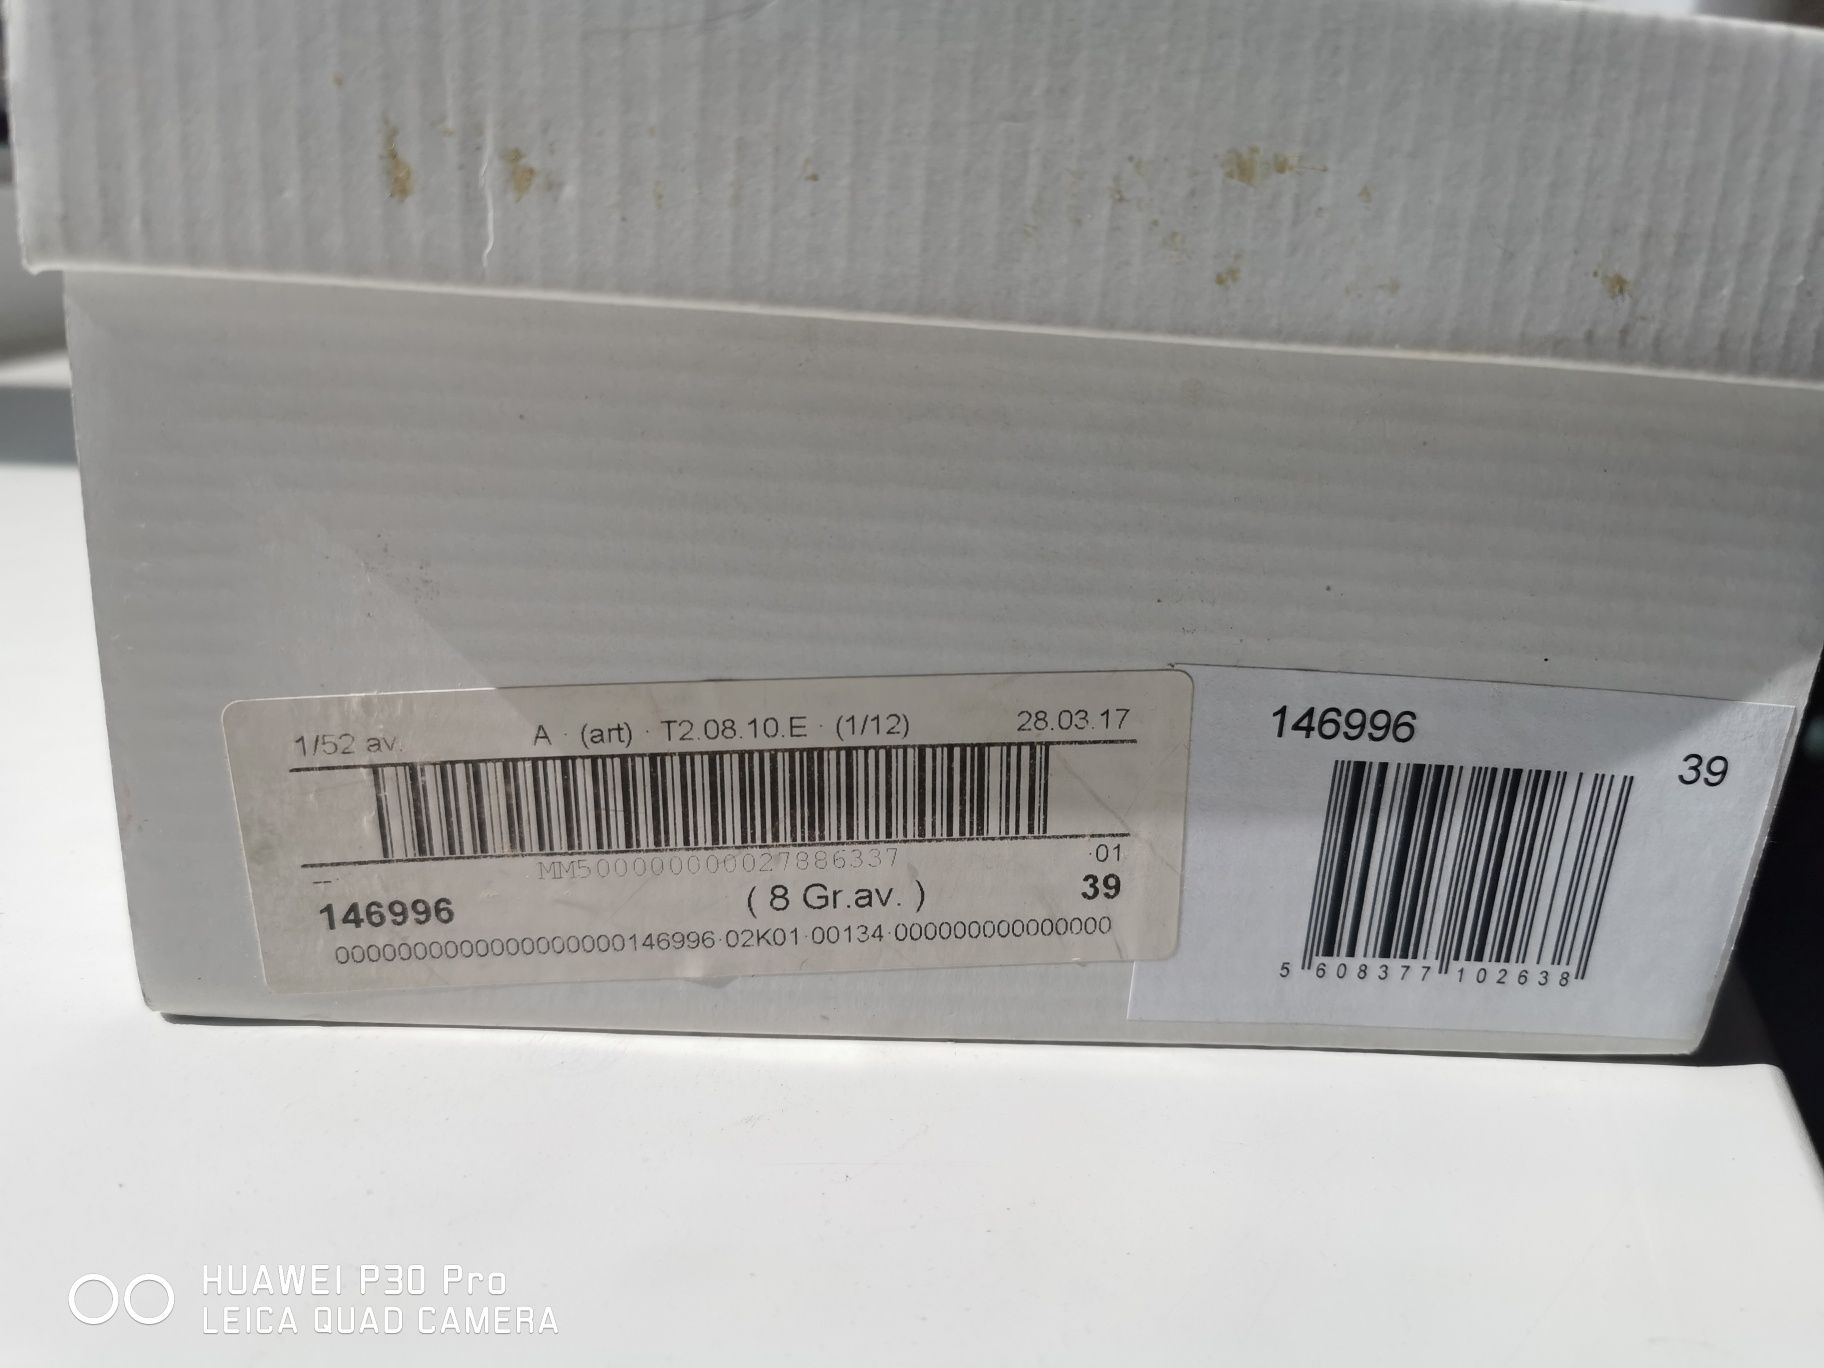 1/52 av. A · (art) · T2.08.10.E · (1/12) 28.03.17
MM5000000000027886337 ·01
146996 ( 8 Gr.av. ) 39
00000000000000000000146996·02K01·00134·000000000000000
146996
39
5 608377 102638
HUAWEI P30 Pro
LEICA QUAD CAMERA